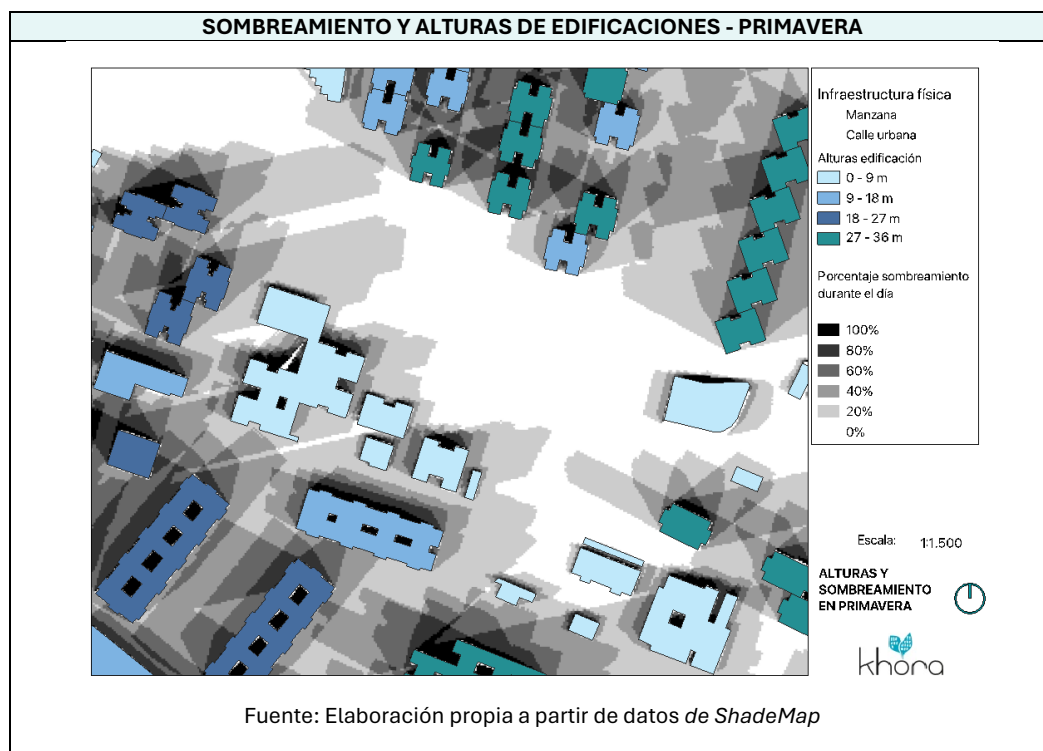 SOMBREAMIENTO Y ALTURAS DE EDIFICACIONES - PRIMAVERA
Infraestructura física
Manzana
Calle urbana
Alturas edificación
0 - 9 m
9 - 18 m
18 - 27 m
27 - 36 m
Porcentaje sombreamiento
durante el día
100%
80%
60%
40%
20%
0%
Escala: 1:1.500
ALTURAS Y
SOMBREAMIENTO
EN PRIMAVERA
khora
Fuente: Elaboración propia a partir de datos de ShadeMap